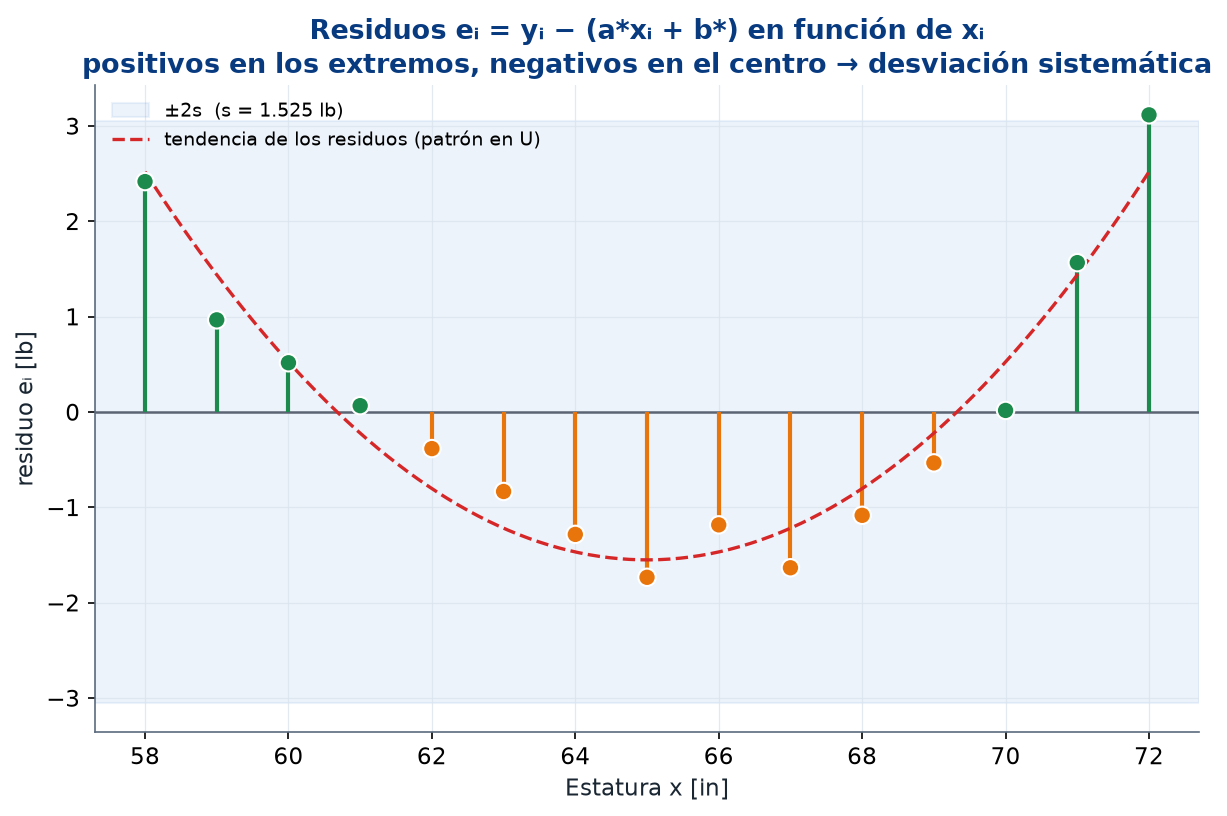 Residuos eᵢ = yᵢ − (a*xᵢ + b*) en función de xᵢ
positivos en los extremos, negativos en el centro → desviación sistemática
±2s (s = 1.525 lb)
tendencia de los residuos (patrón en U)
3
2
1
0
−1
−2
−3
residuo eᵢ [lb]
58 60 62 64 66 68 70 72
Estatura x [in]